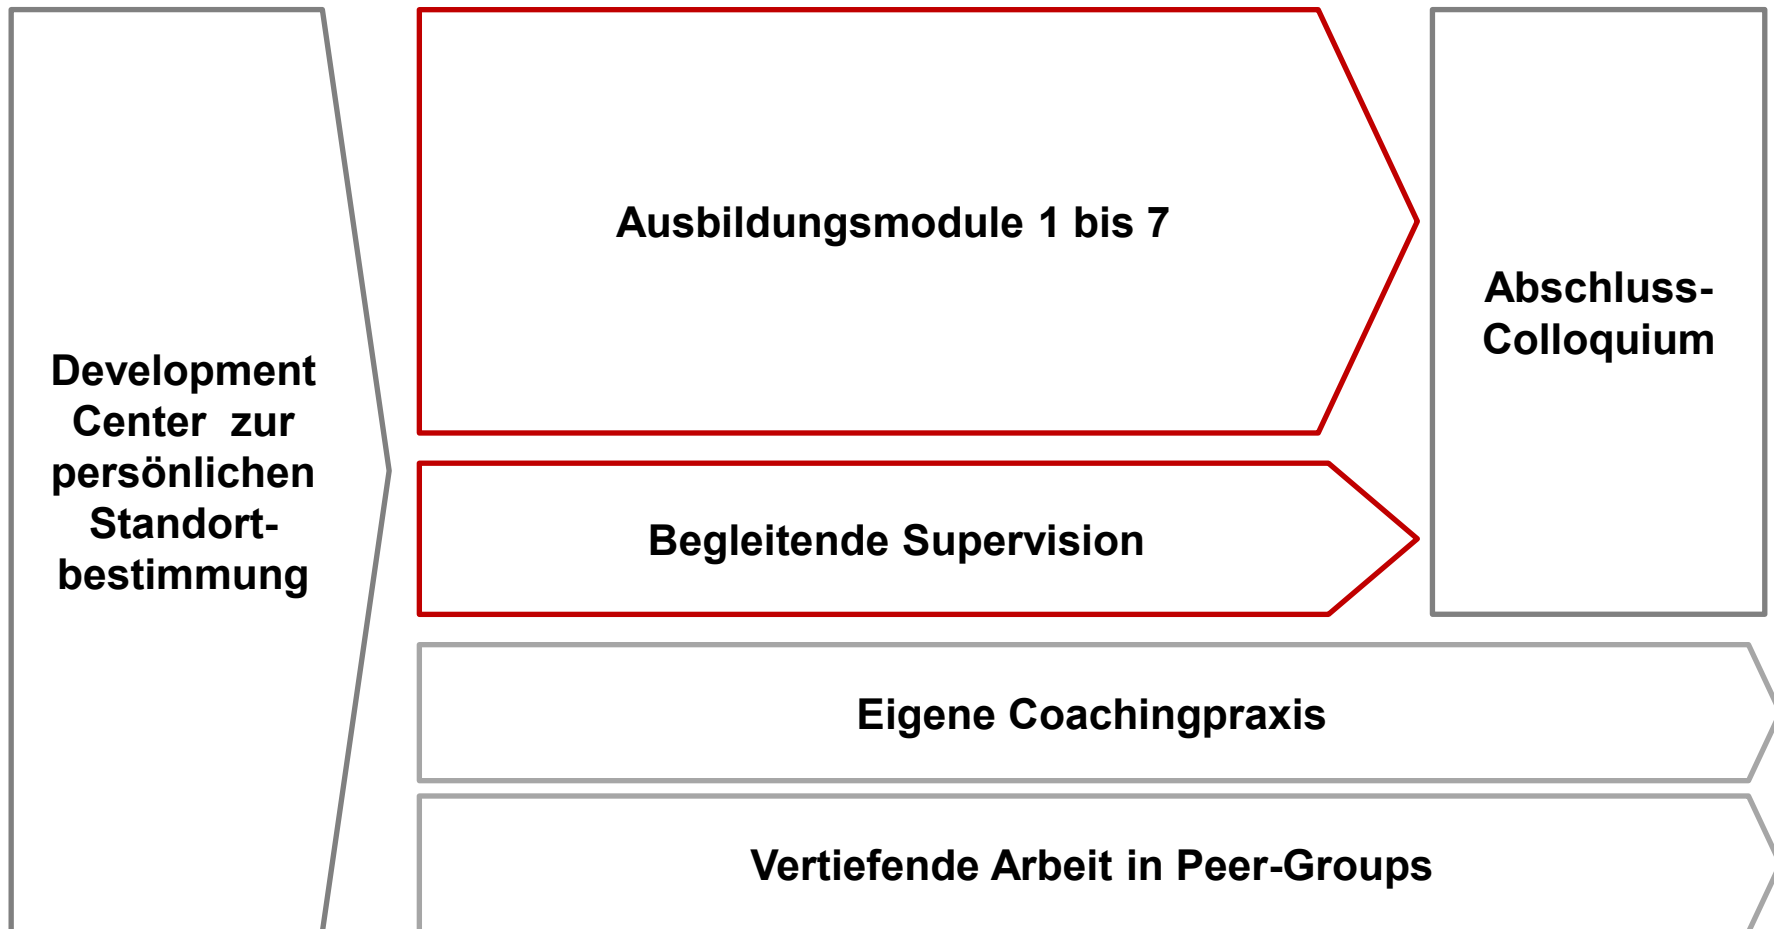 Development
Center  zur
persönlichen
Standort-
bestimmung
Ausbildungsmodule 1 bis 7
Begleitende Supervision
Abschluss-
Colloquium
Eigene Coachingpraxis
Vertiefende Arbeit in Peer-Groups